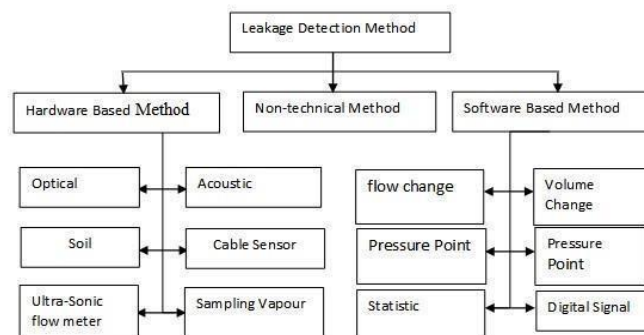 Leakage Detection Method
Hardware Based Method
Non-technical Method
Software Based Method
Optical
Acoustic
flow change
Volume
Change
Soil
Cable Sensor
Pressure Point
Pressure
Point
Ultra-Sonic
flow meter
Sampling Vapour
Statistic
Digital Signal